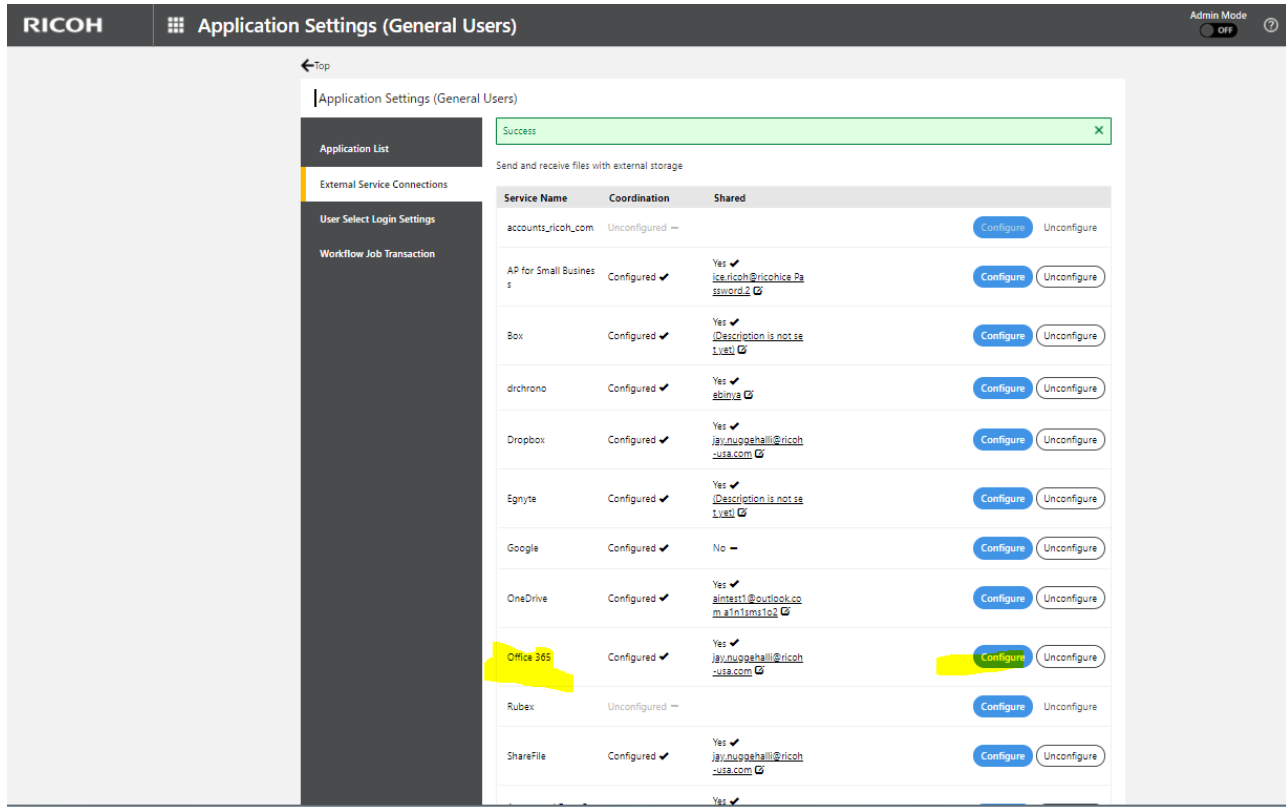 RICOH
Application Settings (General Users)
Admin Mode
OFF
Top
Application Settings (General Users)
Application List
External Service Connections
User Select Login Settings
Workflow Job Transaction
Success
Send and receive files with external storage
Service Name Coordination Shared
accounts_ricoh_com Unconfigured Configure Unconfigure
AP for Small Busines
s
Configured
Yes
ice.ricoh@ricohice Pa
ssword.2
Configure Unconfigure
Box Configured
Yes
(Description is not se
t yet)
Configure Unconfigure
drchrono Configured
Yes
ebinya
Configure Unconfigure
Dropbox Configured
Yes
jay.nuggehalli@ricoh
-usa.com
Configure Unconfigure
Egnyte Configured
Yes
(Description is not se
t yet)
Configure Unconfigure
Google Configured No Configure Unconfigure
OneDrive Configured
Yes
aintest1@outlook.co
m a1n1sms1o2
Configure Unconfigure
Office 365 Configured
Yes
jay.nuggehalli@ricoh
-usa.com
Configure Unconfigure
Rubex Unconfigured Configure Unconfigure
ShareFile Configured
Yes
jay.nuggehalli@ricoh
-usa.com
Configure Unconfigure
Yes